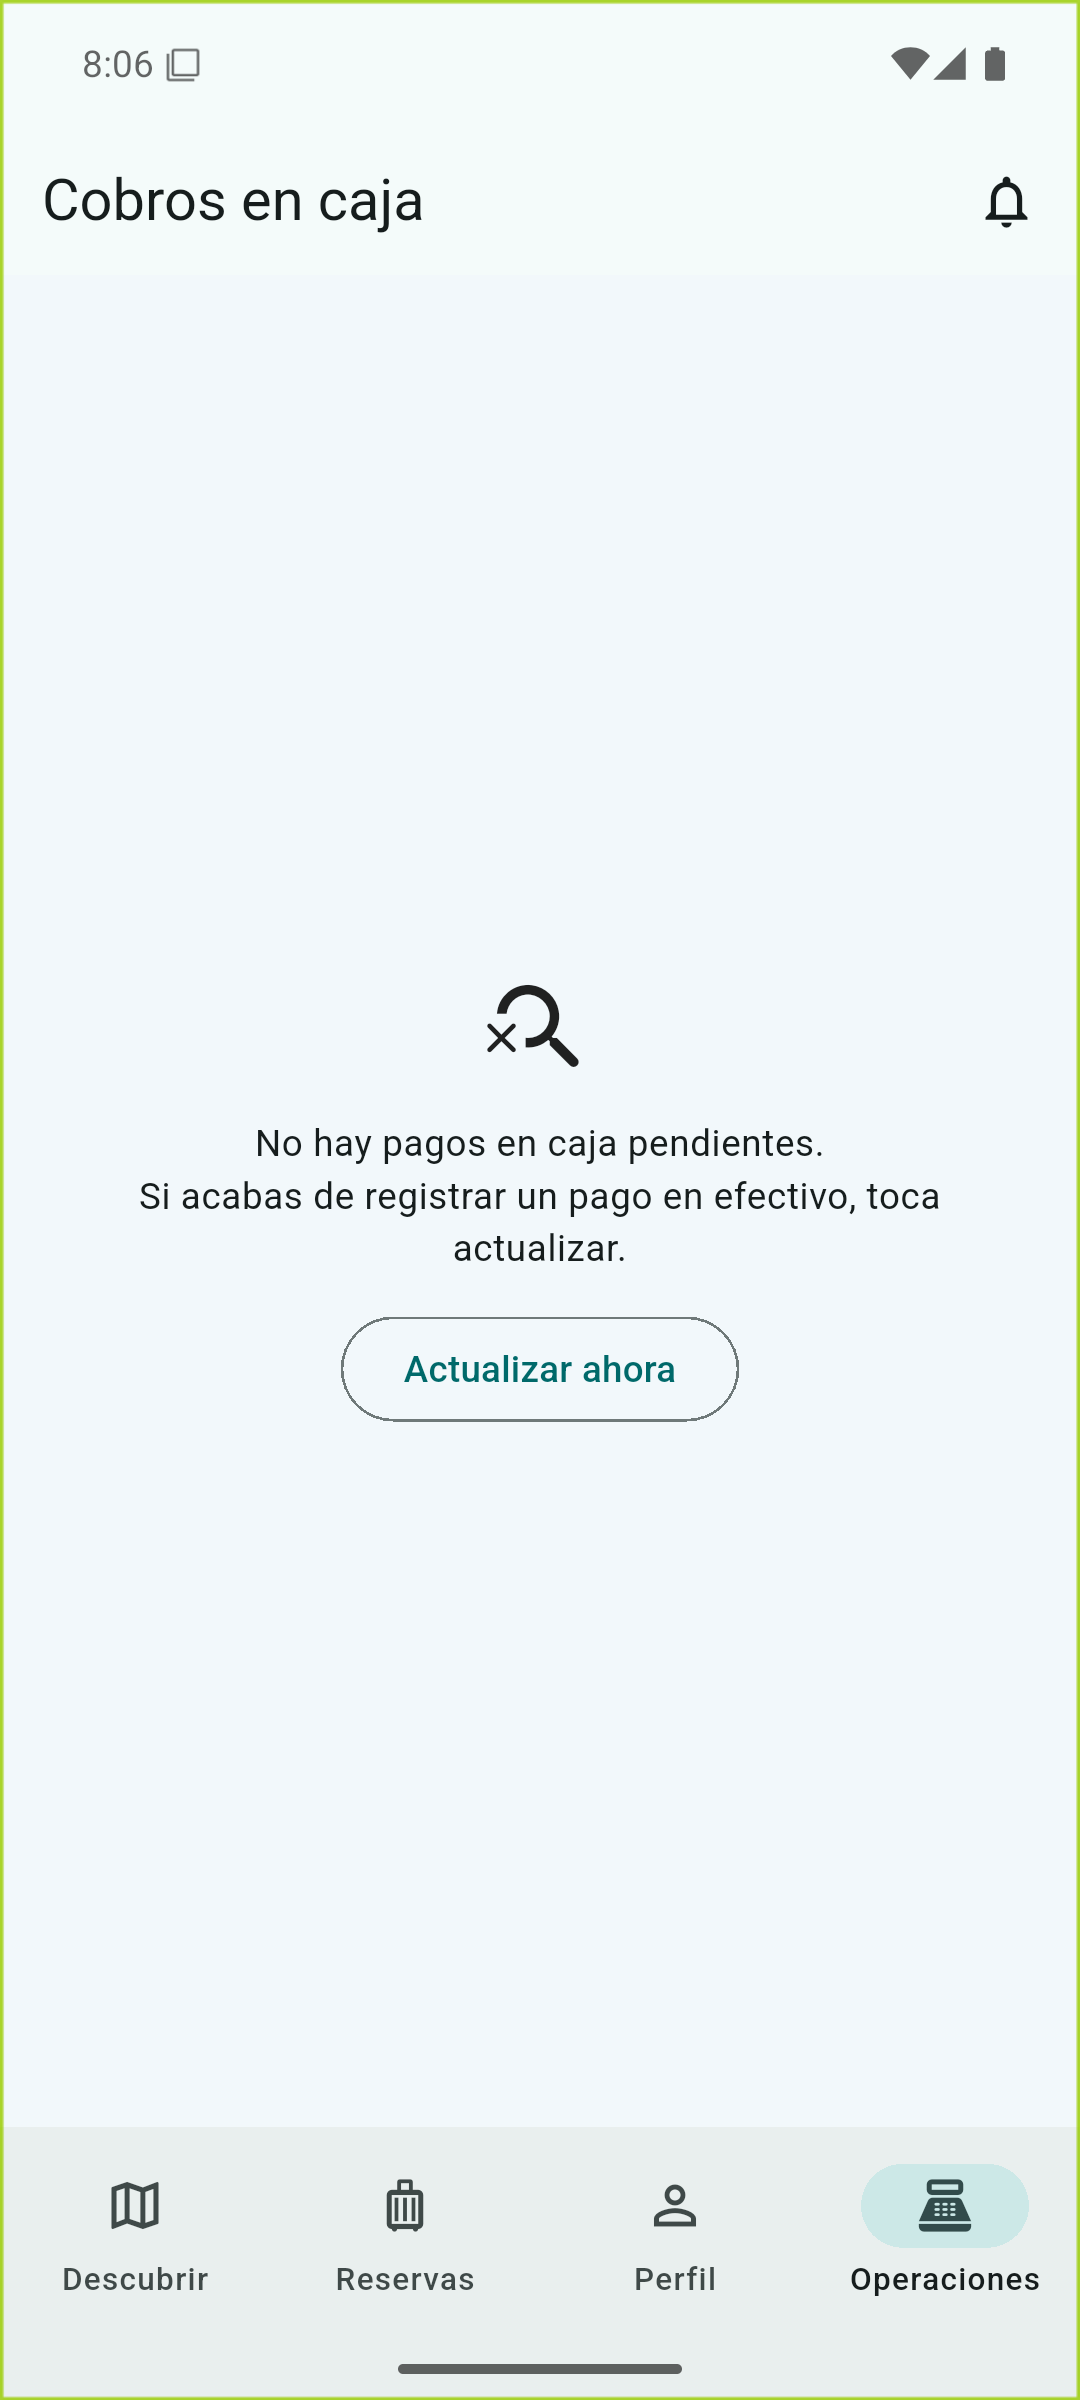 8:06
Cobros en caja
No hay pagos en caja pendientes.
Si acabas de registrar un pago en efectivo, toca
actualizar.
Actualizar ahora
Descubrir
Reservas
Perfil
Operaciones